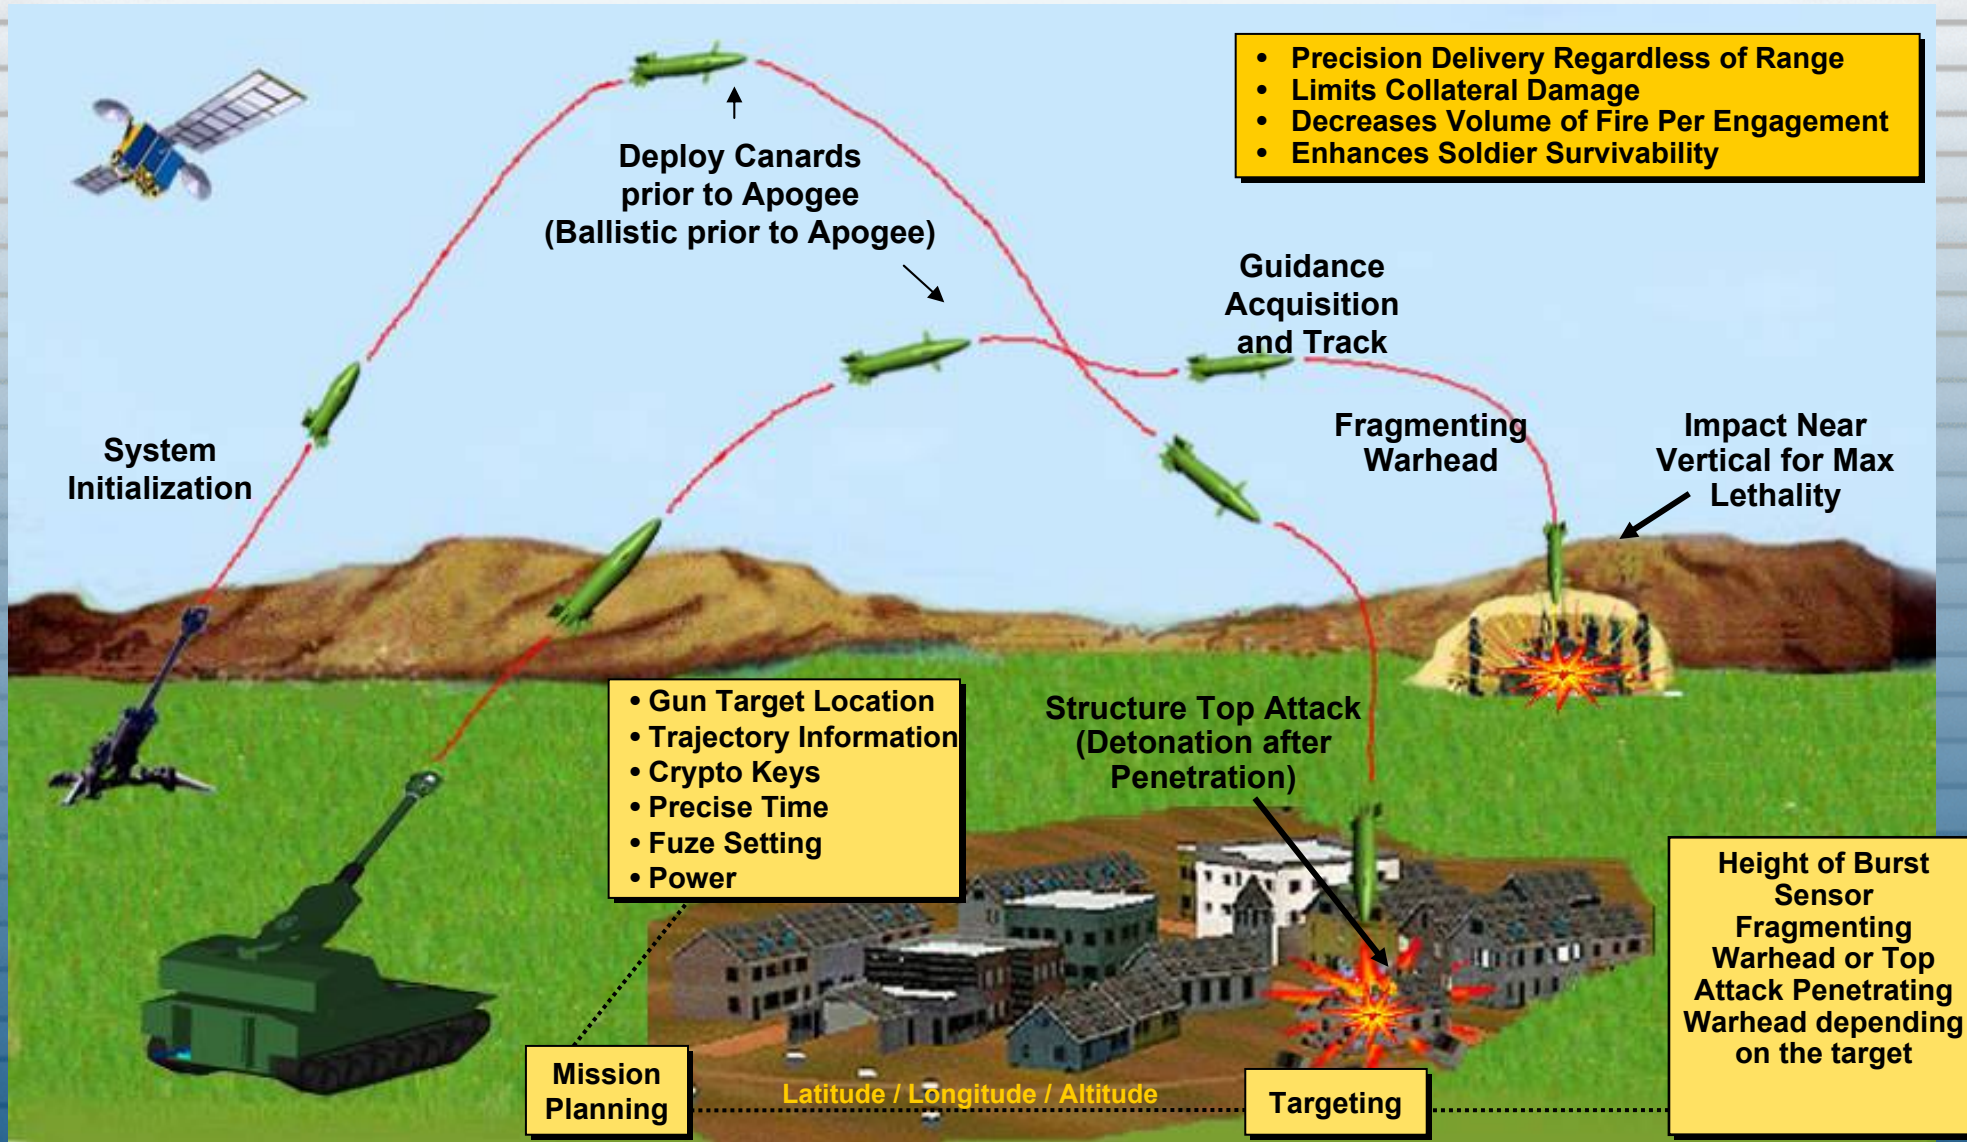 • Precision Delivery Regardless of Range
• Limits Collateral Damage
• Decreases Volume of Fire Per Engagement
• Enhances Soldier Survivability
Deploy Canards
prior to Apogee
(Ballistic prior to Apogee)
Guidance
Acquisition
and Track
System
Initialization
Fragmenting
Warhead
Impact Near
Vertical for Max
Lethality
• Gun Target Location
• Trajectory Information
• Crypto Keys
• Precise Time
• Fuze Setting
• Power
Structure Top Attack
(Detonation after
Penetration)
Height of Burst
Sensor
Fragmenting
Warhead or Top
Attack Penetrating
Warhead depending
on the target
Mission
Planning
Latitude / Longitude / Altitude
Targeting